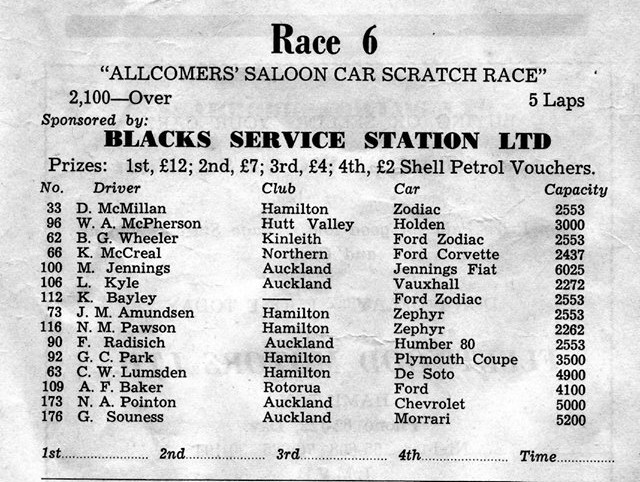 Race 6
“ALLCOMERS’ SALOON CAR SCRATCH RACE”
2,100—Over 5 Laps
Sponsored by:
BLACKS SERVICE STATION LTD
Prizes: 1st, £12; 2nd, £7; 3rd, £4; 4th, £2 Shell Petrol Vouchers.
No. Driver Club Car Capacity
33 D. McMillan Hamilton Zodiac 2553
96 W. A. McPherson Hutt Valley Holden 3000
62 B. G. Wheeler Kinleith Ford Zodiac 2553
66 K. McCreal Northern Ford Corvette 2437
100 M. Jennings Auckland Jennings Fiat 6025
106 L. Kyle Auckland Vauxhall 2272
112 K. Bayley —— Ford Zodiac 2553
73 J. M. Amundsen Hamilton Zephyr 2553
116 N. M. Pawson Hamilton Zephyr 2262
90 F. Radisich Auckland Humber 80 2553
92 G. C. Park Hamilton Plymouth Coupe 3500
63 C. W. Lumsden Hamilton De Soto 4900
109 A. F. Baker Rotorua Ford 4100
173 N. A. Pointon Auckland Chevrolet 5000
176 G. Souness Auckland Morrari 5200
1st.................... 2nd.................... 3rd.................... 4th.................... Time....................